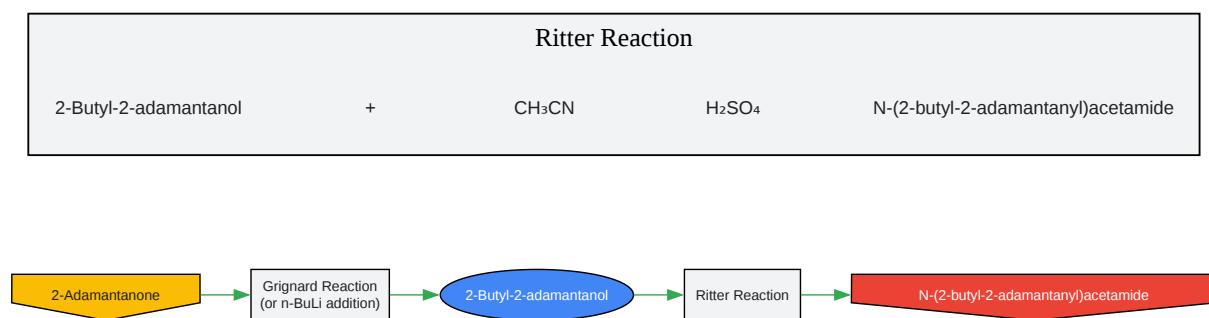 Ritter Reaction
2-Butyl-2-adamantanol + CH₃CN H₂SO₄ N-(2-butyl-2-adamantanyl)acetamide
2-Adamantanone
Grignard Reaction
(or n-BuLi addition)
2-Butyl-2-adamantanol
Ritter Reaction
N-(2-butyl-2-adamantanyl)acetamide